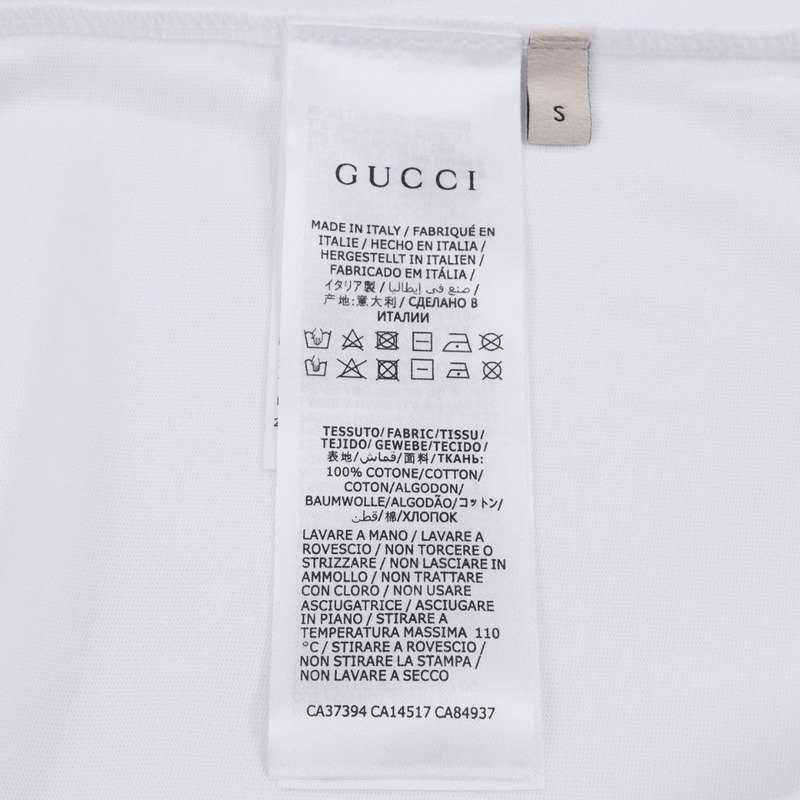 S
GUCCI
MADE IN ITALY / FABRIQUÉ EN
ITALIE / HECHO EN ITALIA /
HERGESTELLT IN ITALIEN /
FABRICADO EM ITÁLIA /
イタリア製 / صنع في إيطاليا /
产地:意大利 / СДЕЛАНО В
ИТАЛИИ
TESSUTO/FABRIC/TISSU/
TEJIDO/GEWEBE/TECIDO/
表地/قماش/面料/ТКАНЬ:
100% COTONE/COTTON/
COTON/ALGODON/
BAUMWOLLE/ALGODÃO/コットン/
قطن/棉/ХЛОПОК
LAVARE A MANO / LAVARE A
ROVESCIO / NON TORCERE O
STRIZZARE / NON LASCIARE IN
AMMOLLO / NON TRATTARE
CON CLORO / NON USARE
ASCIUGATRICE / ASCIUGARE
IN PIANO / STIRARE A
TEMPERATURA MASSIMA 110
°C / STIRARE A ROVESCIO /
NON STIRARE LA STAMPA /
NON LAVARE A SECCO
CA37394 CA14517 CA84937